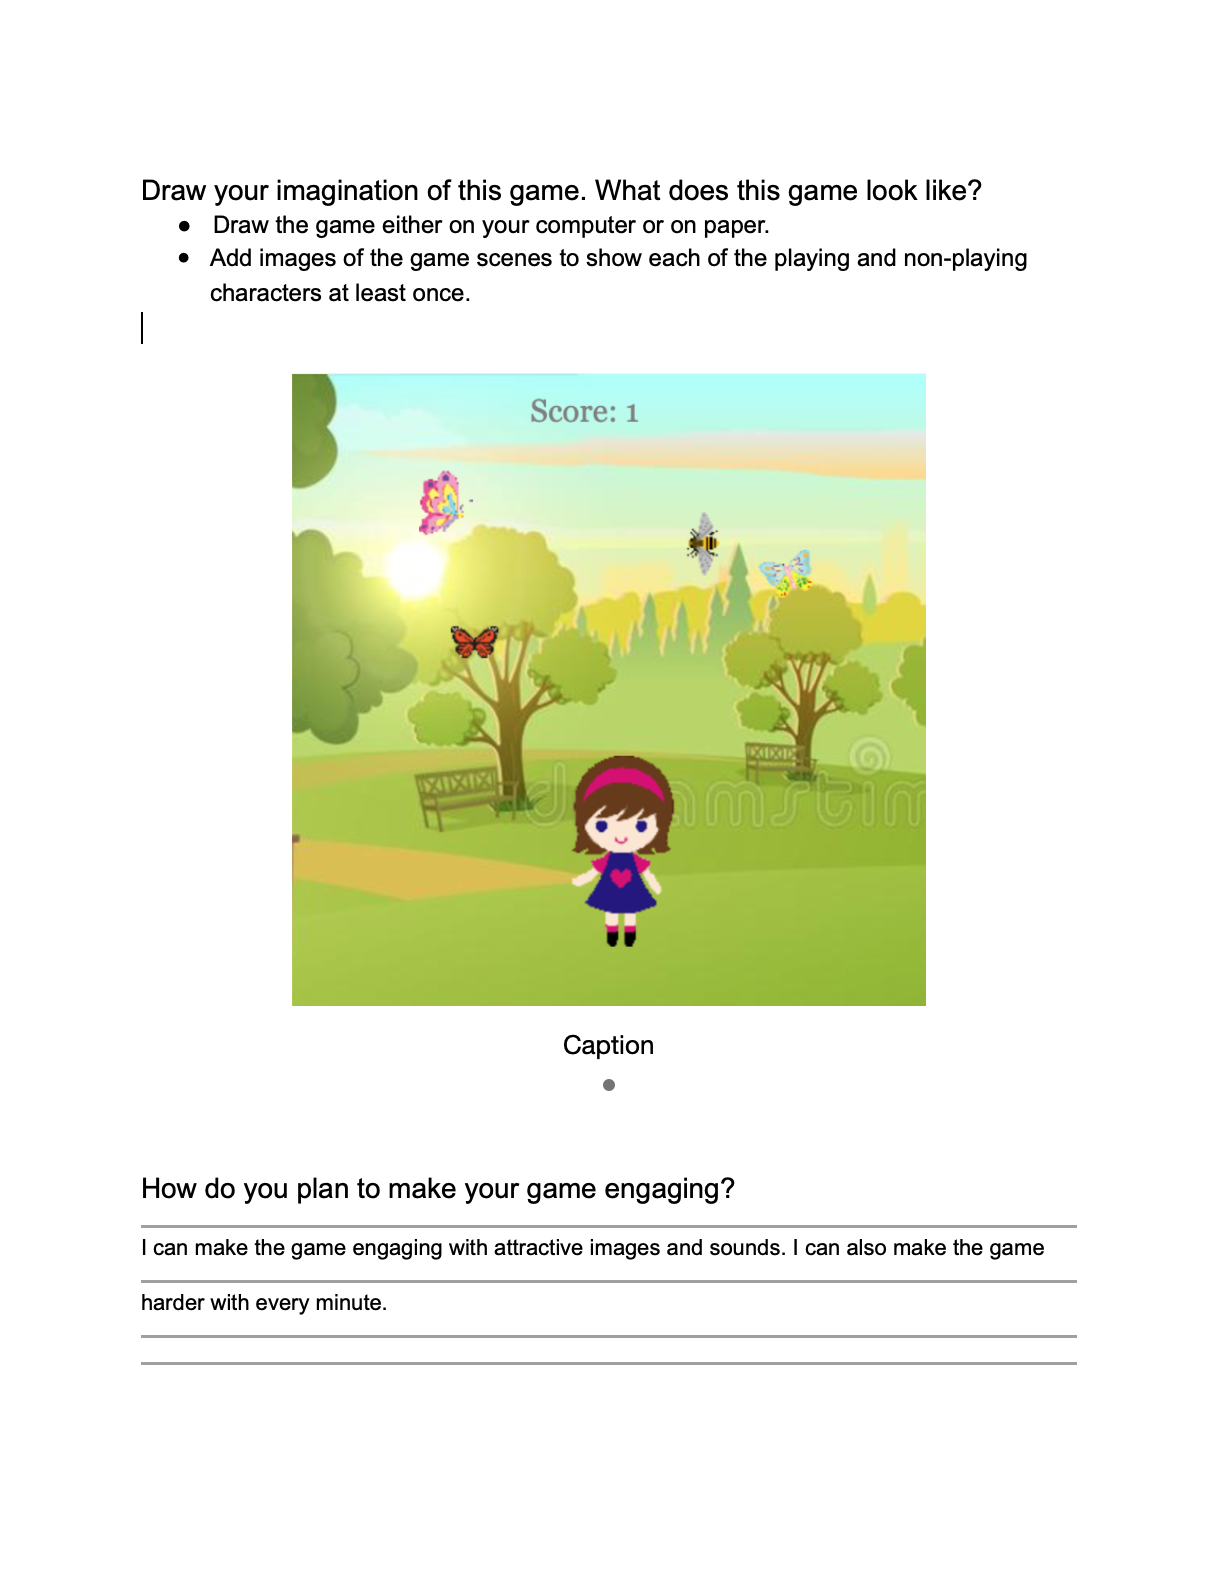 Draw your imagination of this game. What does this game look like?
● Draw the game either on your computer or on paper.
● Add images of the game scenes to show each of the playing and non-playing
characters at least once.
Score: 1
Caption
How do you plan to make your game engaging?
I can make the game engaging with attractive images and sounds. I can also make the game
harder with every minute.